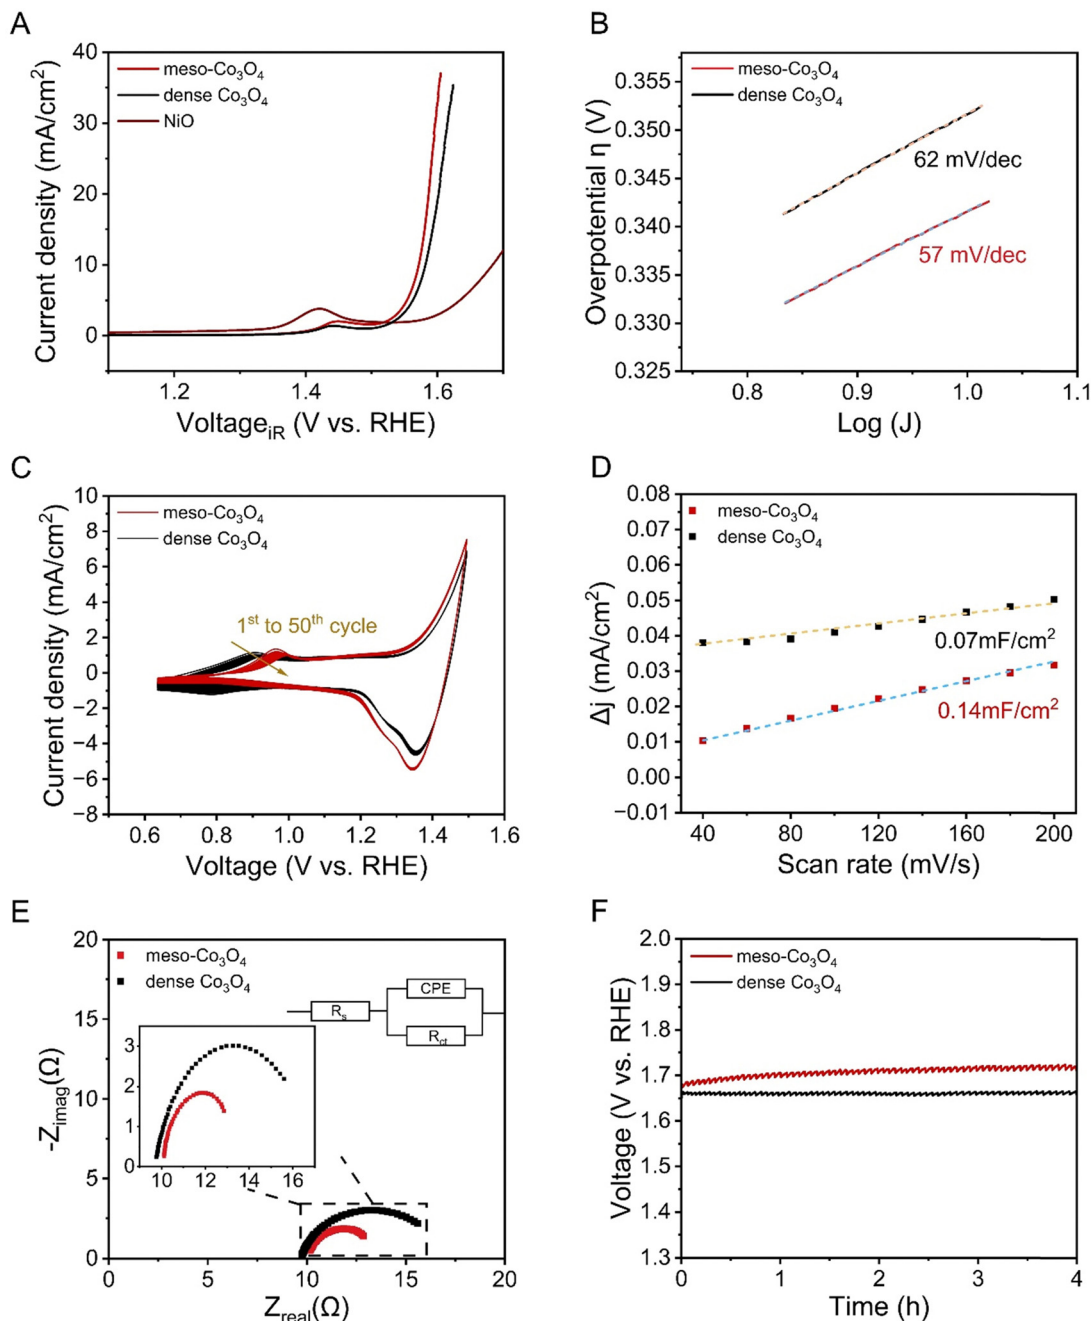 A
40
35
30
25
20
15
10
5
0
Current density (mA/cm²)
meso-Co₃O₄
dense Co₃O₄
NiO
1.2
1.4
1.6
Voltage_iR (V vs. RHE)
B
0.355
0.350
0.345
0.340
0.335
0.330
0.325
Overpotential η (V)
meso-Co₃O₄
dense Co₃O₄
62 mV/dec
57 mV/dec
0.8
0.9
1.0
1.1
Log (J)
C
10
8
6
4
2
0
−2
−4
−6
−8
Current density (mA/cm²)
meso-Co₃O₄
dense Co₃O₄
1ˢᵗ to 50ᵗʰ cycle
0.6
0.8
1.0
1.2
1.4
1.6
Voltage (V vs. RHE)
D
0.08
0.07
0.06
0.05
0.04
0.03
0.02
0.01
0.00
−0.01
Δj (mA/cm²)
meso-Co₃O₄
dense Co₃O₄
0.07mF/cm²
0.14mF/cm²
40
80
120
160
200
Scan rate (mV/s)
E
20
15
10
5
0
-Z_imag(Ω)
meso-Co₃O₄
dense Co₃O₄
CPE
R_s
R_ct
3
2
1
0
10
12
14
16
0
5
10
15
20
Z_real(Ω)
F
2.0
1.9
1.8
1.7
1.6
1.5
1.4
1.3
Voltage (V vs. RHE)
meso-Co₃O₄
dense Co₃O₄
0
1
2
3
4
Time (h)